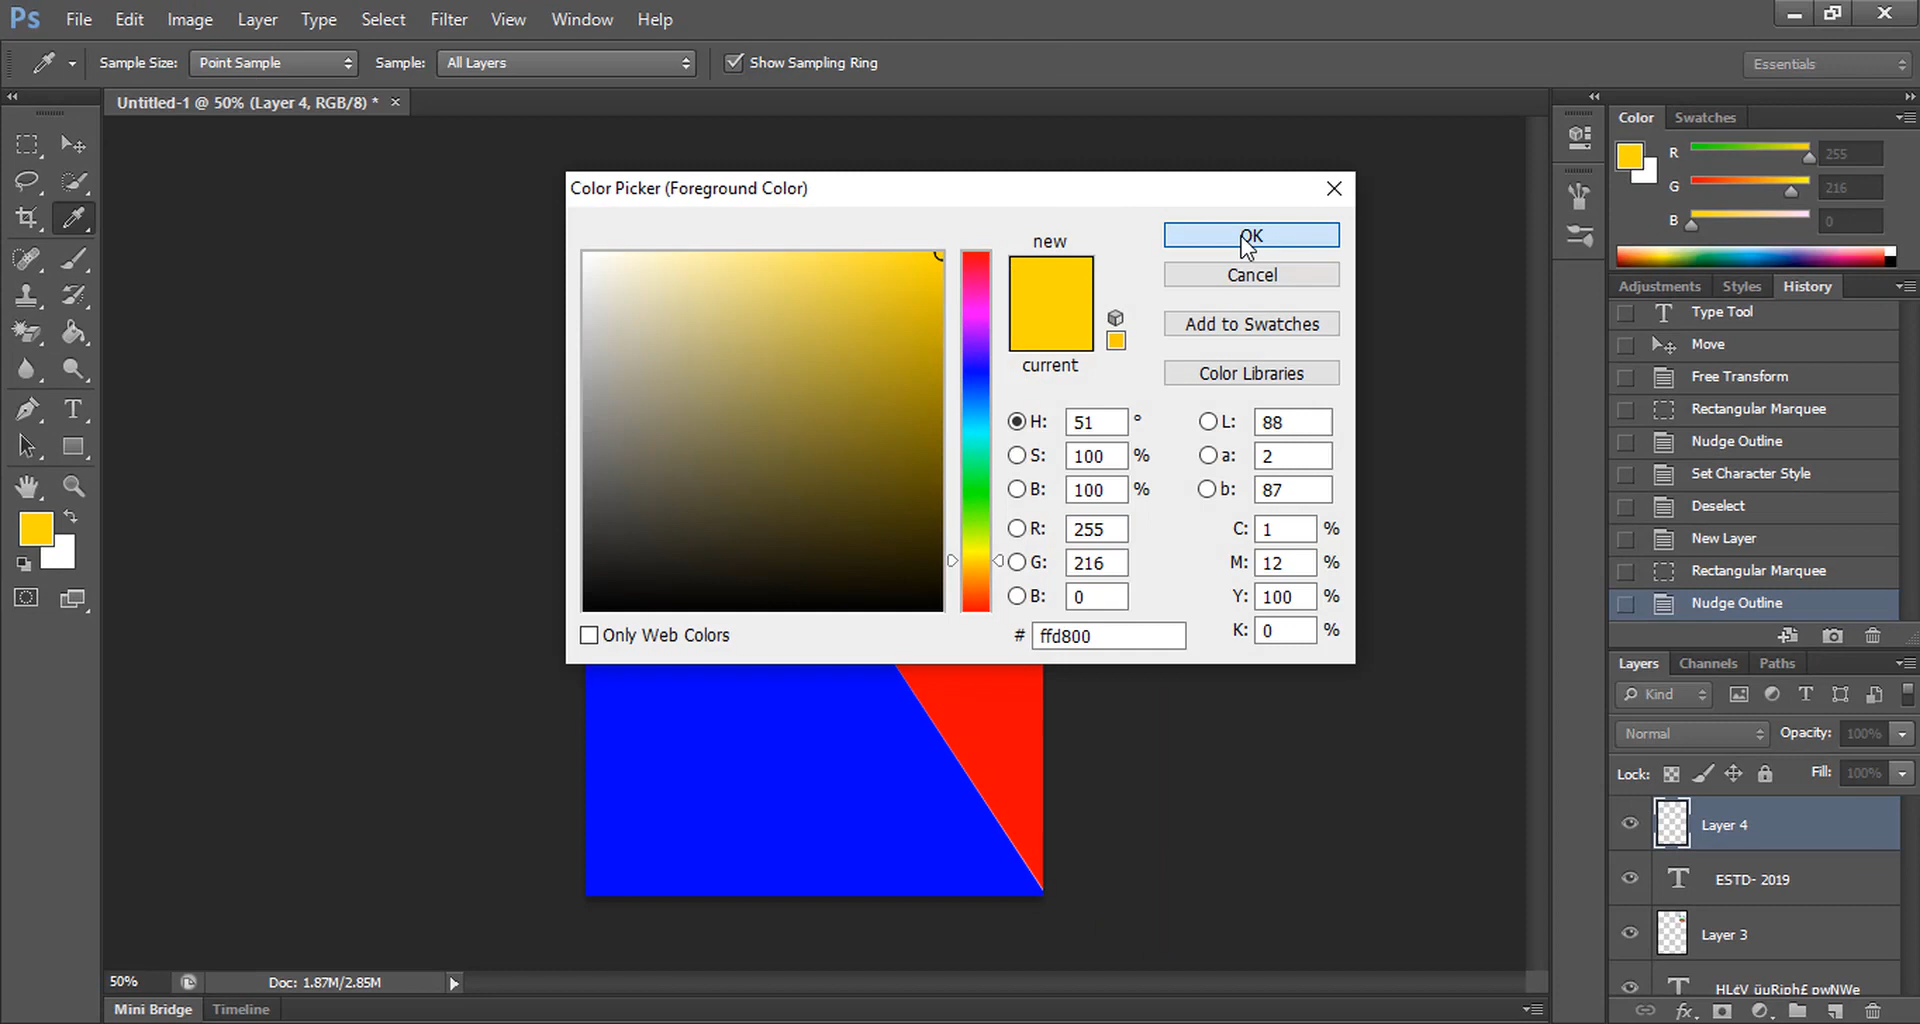 Ps File Edit Image Layer Type Select Filter View Window Help
Sample Size: Point Sample Sample: All Layers Show Sampling Ring Essentials
Untitled-1 @ 50% (Layer 4, RGB/8) * ×
Color Swatches
R 255
G 216
B 0
Color Picker (Foreground Color)
new
current
OK
Cancel
Add to Swatches
Color Libraries
H: 51 °
S: 100 %
B: 100 %
R: 255
G: 216
B: 0
L: 88
a: 2
b: 87
C: 1 %
M: 12 %
Y: 100 %
K: 0 %
# ffd800
Only Web Colors
Adjustments Styles History
Type Tool
Move
Free Transform
Rectangular Marquee
Nudge Outline
Set Character Style
Deselect
New Layer
Rectangular Marquee
Nudge Outline
Layers Channels Paths
Kind
Normal Opacity: 100%
Lock: Fill: 100%
Layer 4
T ESTD- 2019
Layer 3
T HL¢V üuRiph£ pwNWe
fx
50% Doc: 1.87M/2.85M
Mini Bridge Timeline